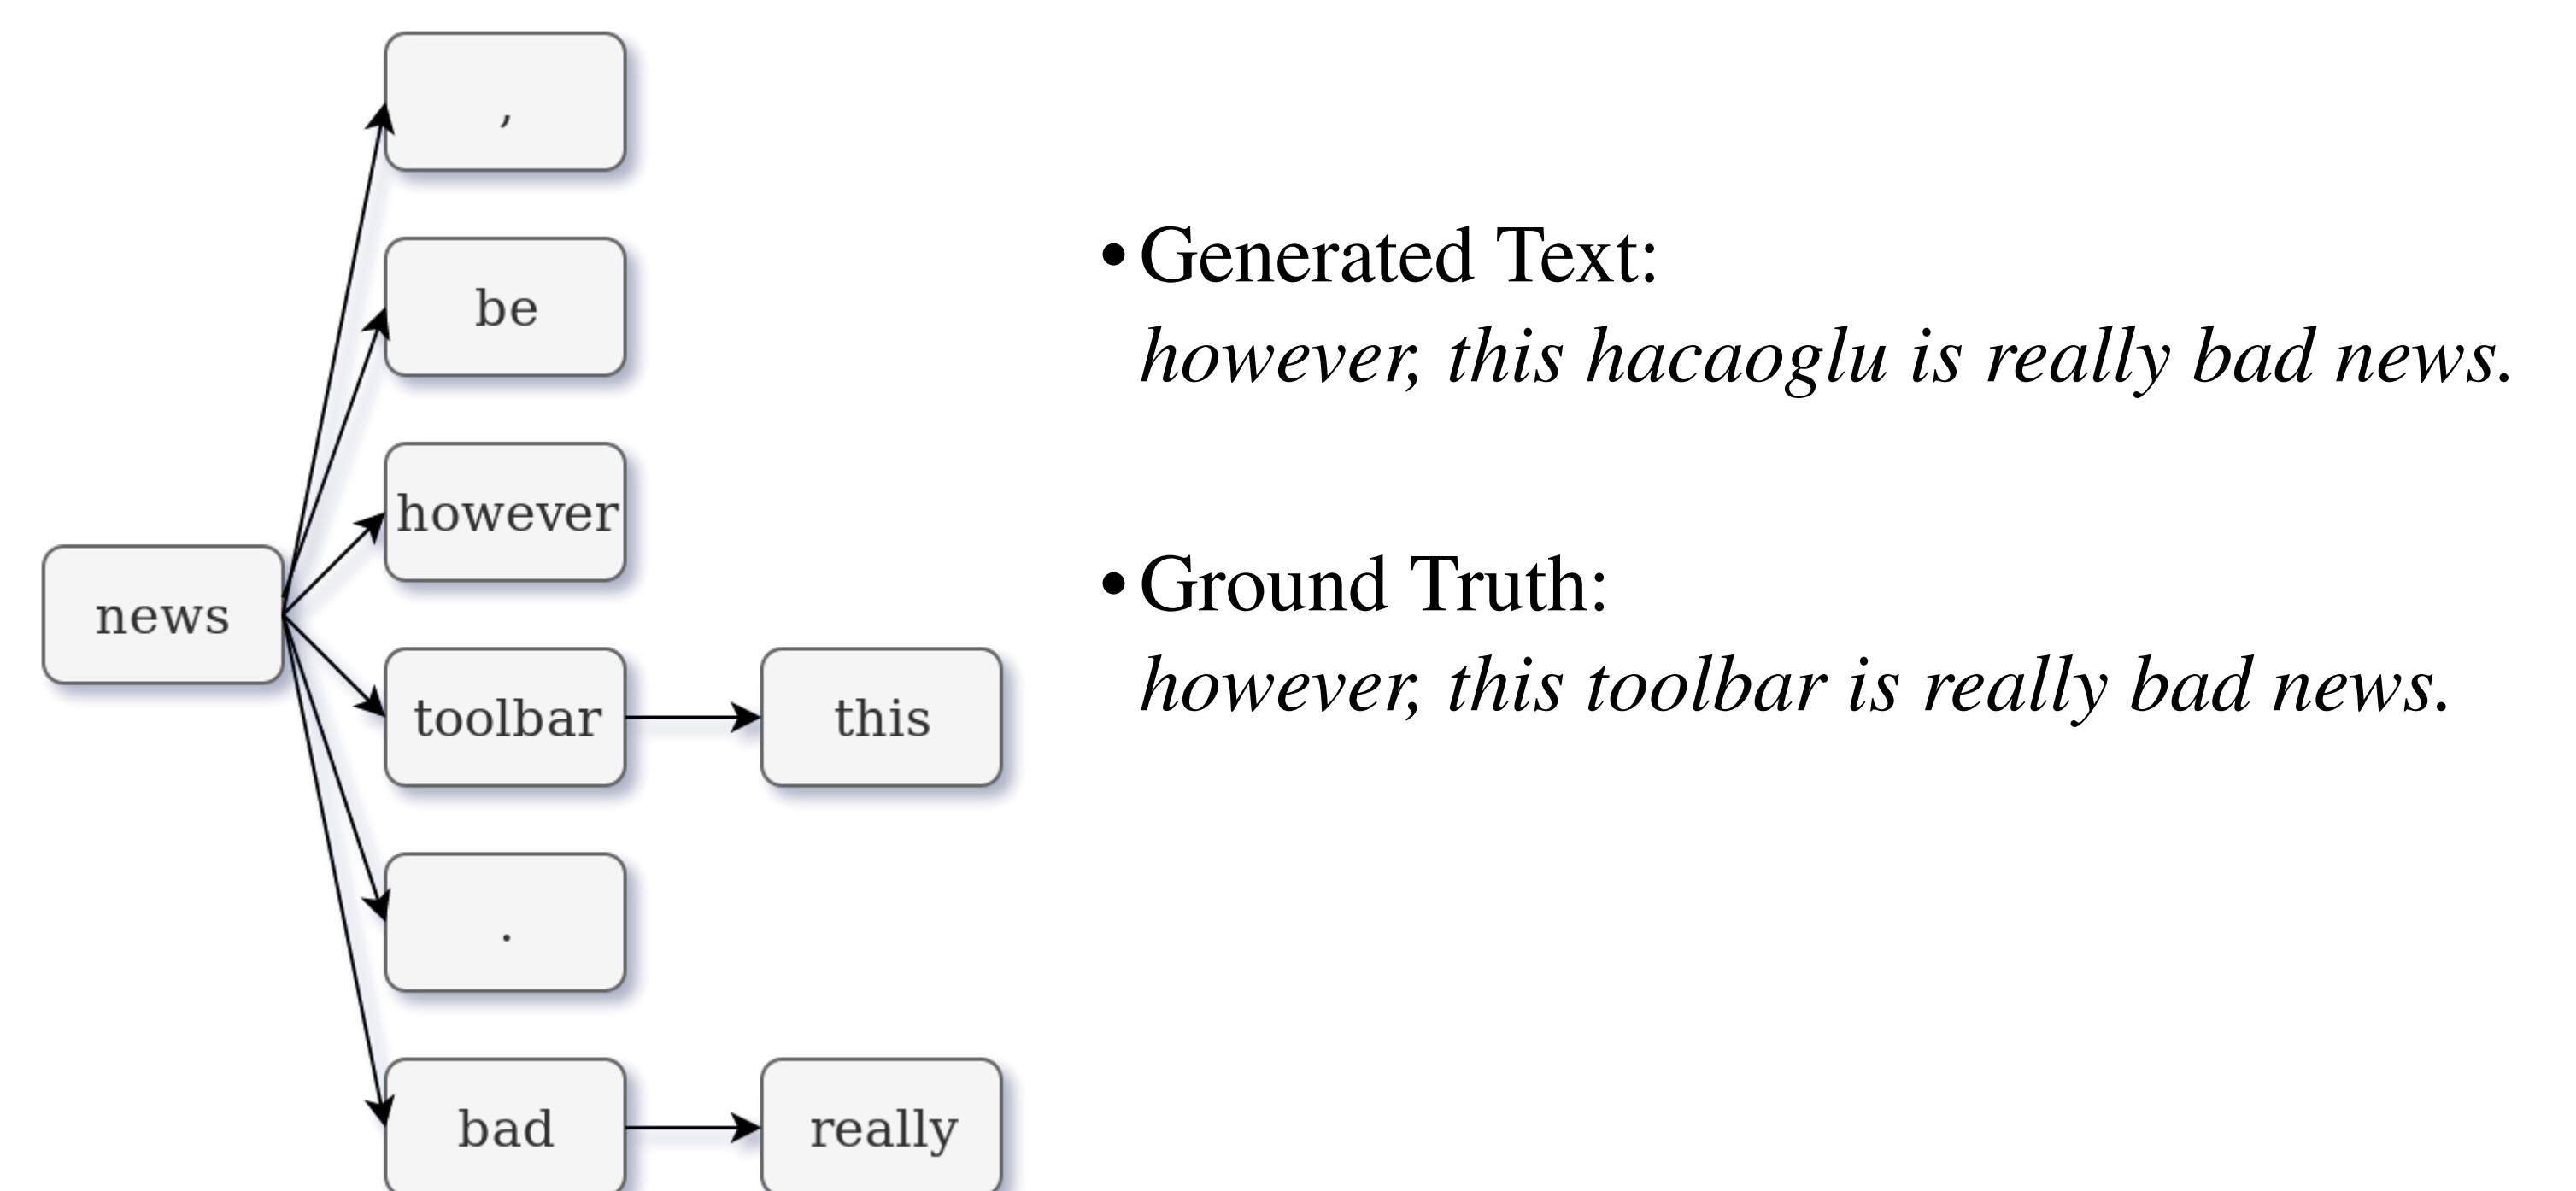 ,
be
however
news
toolbar
this
.
bad
really
• Generated Text:
however, this hacaoglu is really bad news.
• Ground Truth:
however, this toolbar is really bad news.